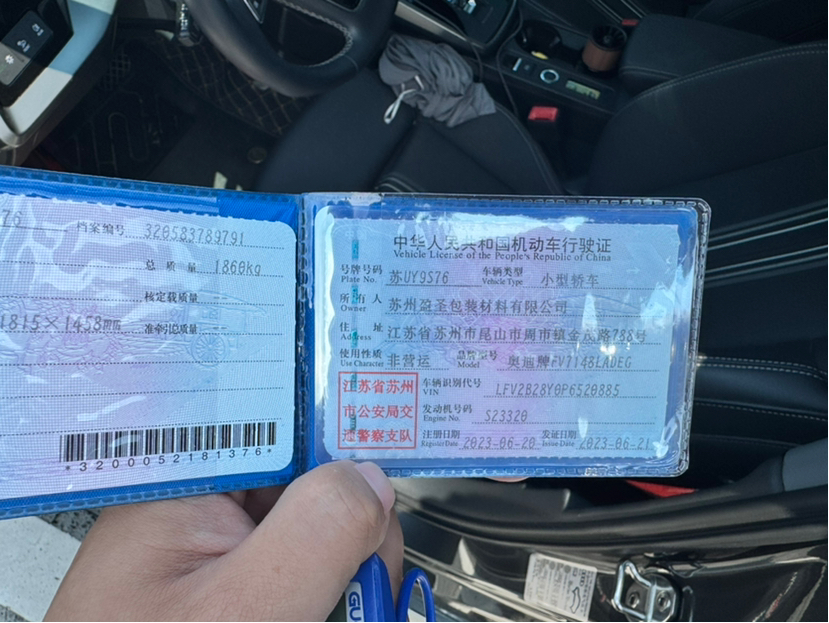 76
档案编号 320583789791
总质量 1860kg
核定载质量 --
1815×1458mm 准牵引总质量 --
*3200052181376*
中华人民共和国机动车行驶证
Vehicle License of the People's Republic of China
号牌号码 苏UY9S76 车辆类型 小型轿车
Plate No. Vehicle Type
所有人 苏州盈圣包装材料有限公司
Owner
住址 江苏省苏州市昆山市周市镇金茂路788号
Address
使用性质 非营运 品牌型号 奥迪牌FV7148LADEG
Use Character Model
江苏省苏州
市公安局交
通警察支队
车辆识别代号 LFV2B28Y0P6520885
VIN
发动机号码 S23320
Engine No.
注册日期 2023-06-20 发证日期 2023-06-21
Register Date Issue Date
GU